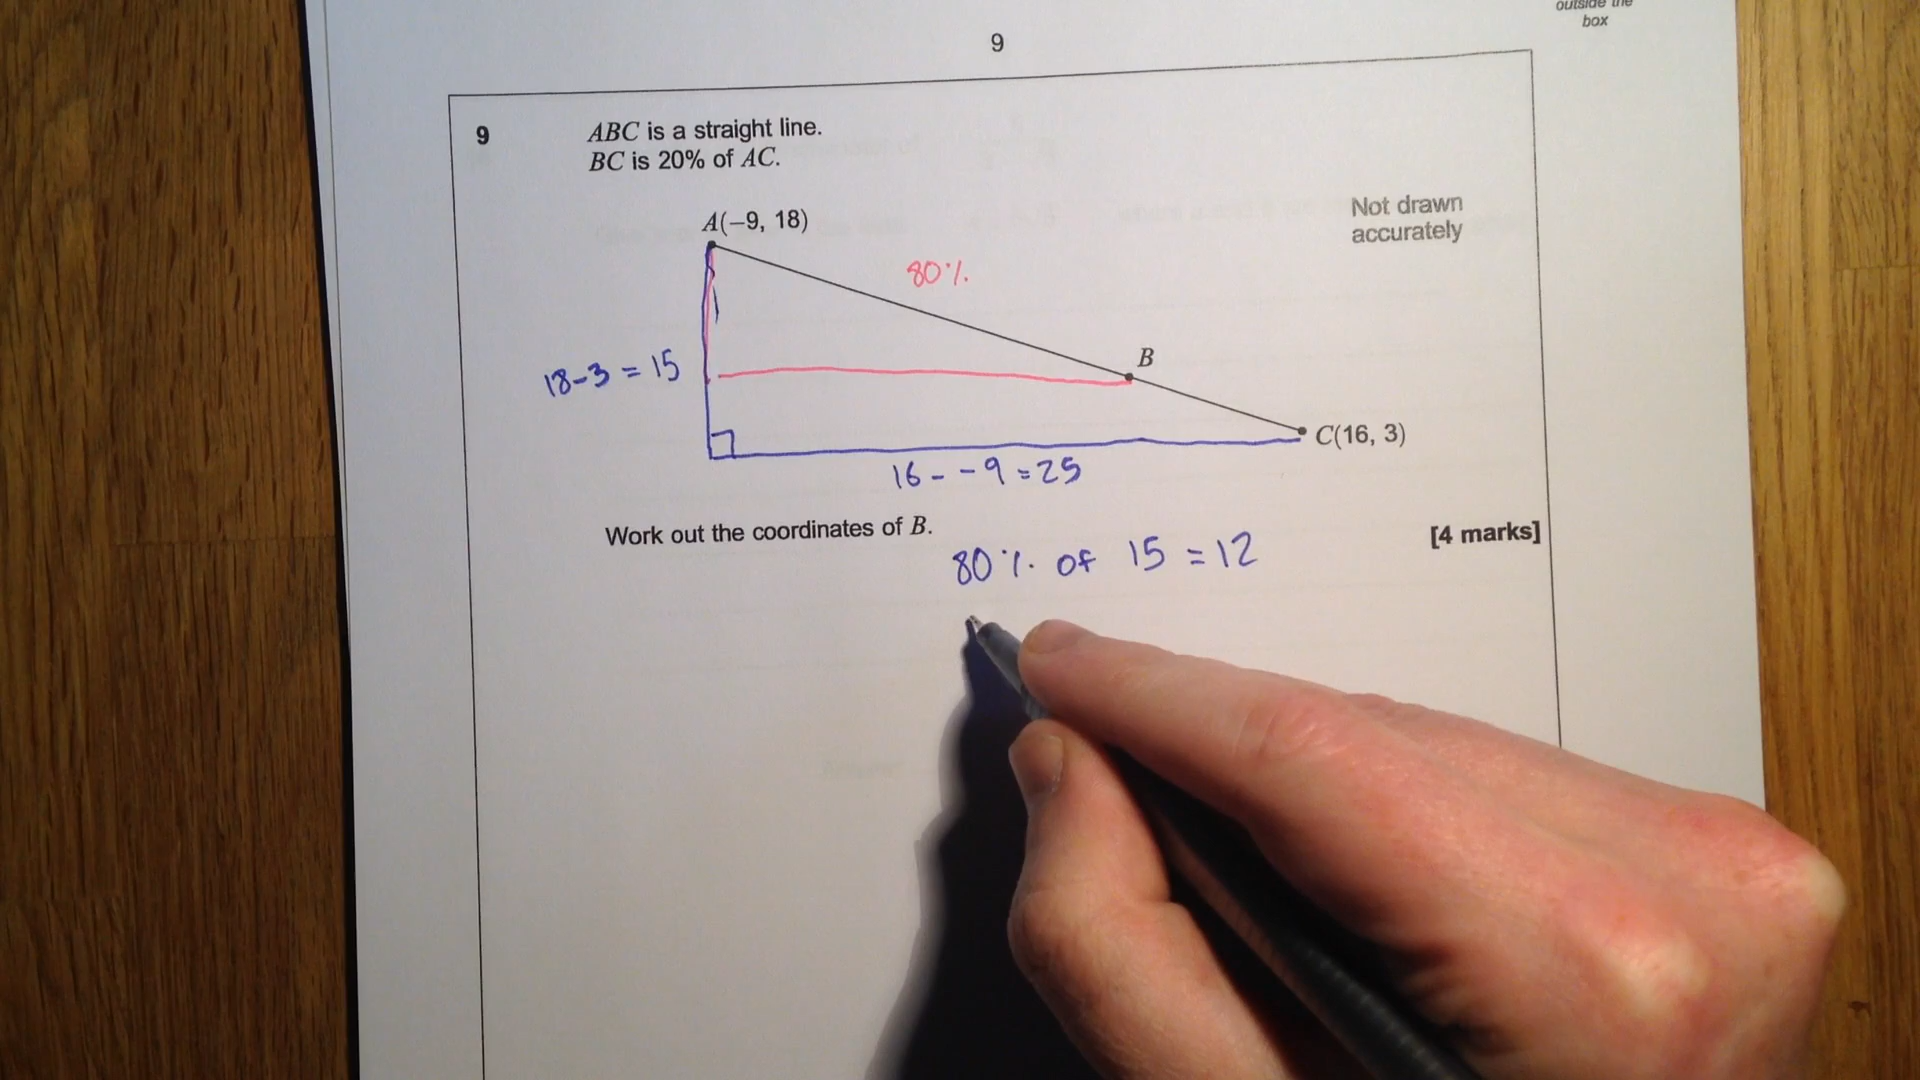 outside the
box
9
9
ABC is a straight line.
BC is 20% of AC.
A(−9, 18)
Not drawn
accurately
80%
B
18-3 = 15
C(16, 3)
16 - - 9 = 25
Work out the coordinates of B.
[4 marks]
80% of 15 = 12